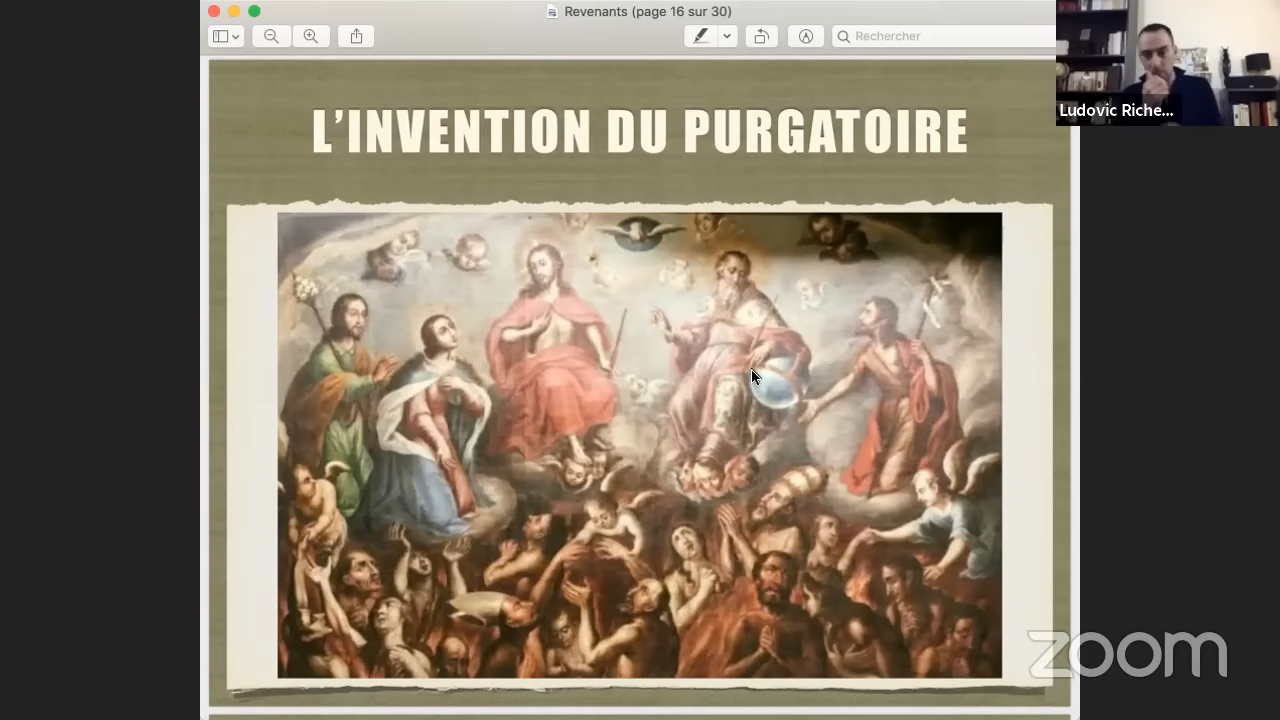 Revenants (page 16 sur 30)
Rechercher
Ludovic Riche...
L'INVENTION DU PURGATOIRE
zoom